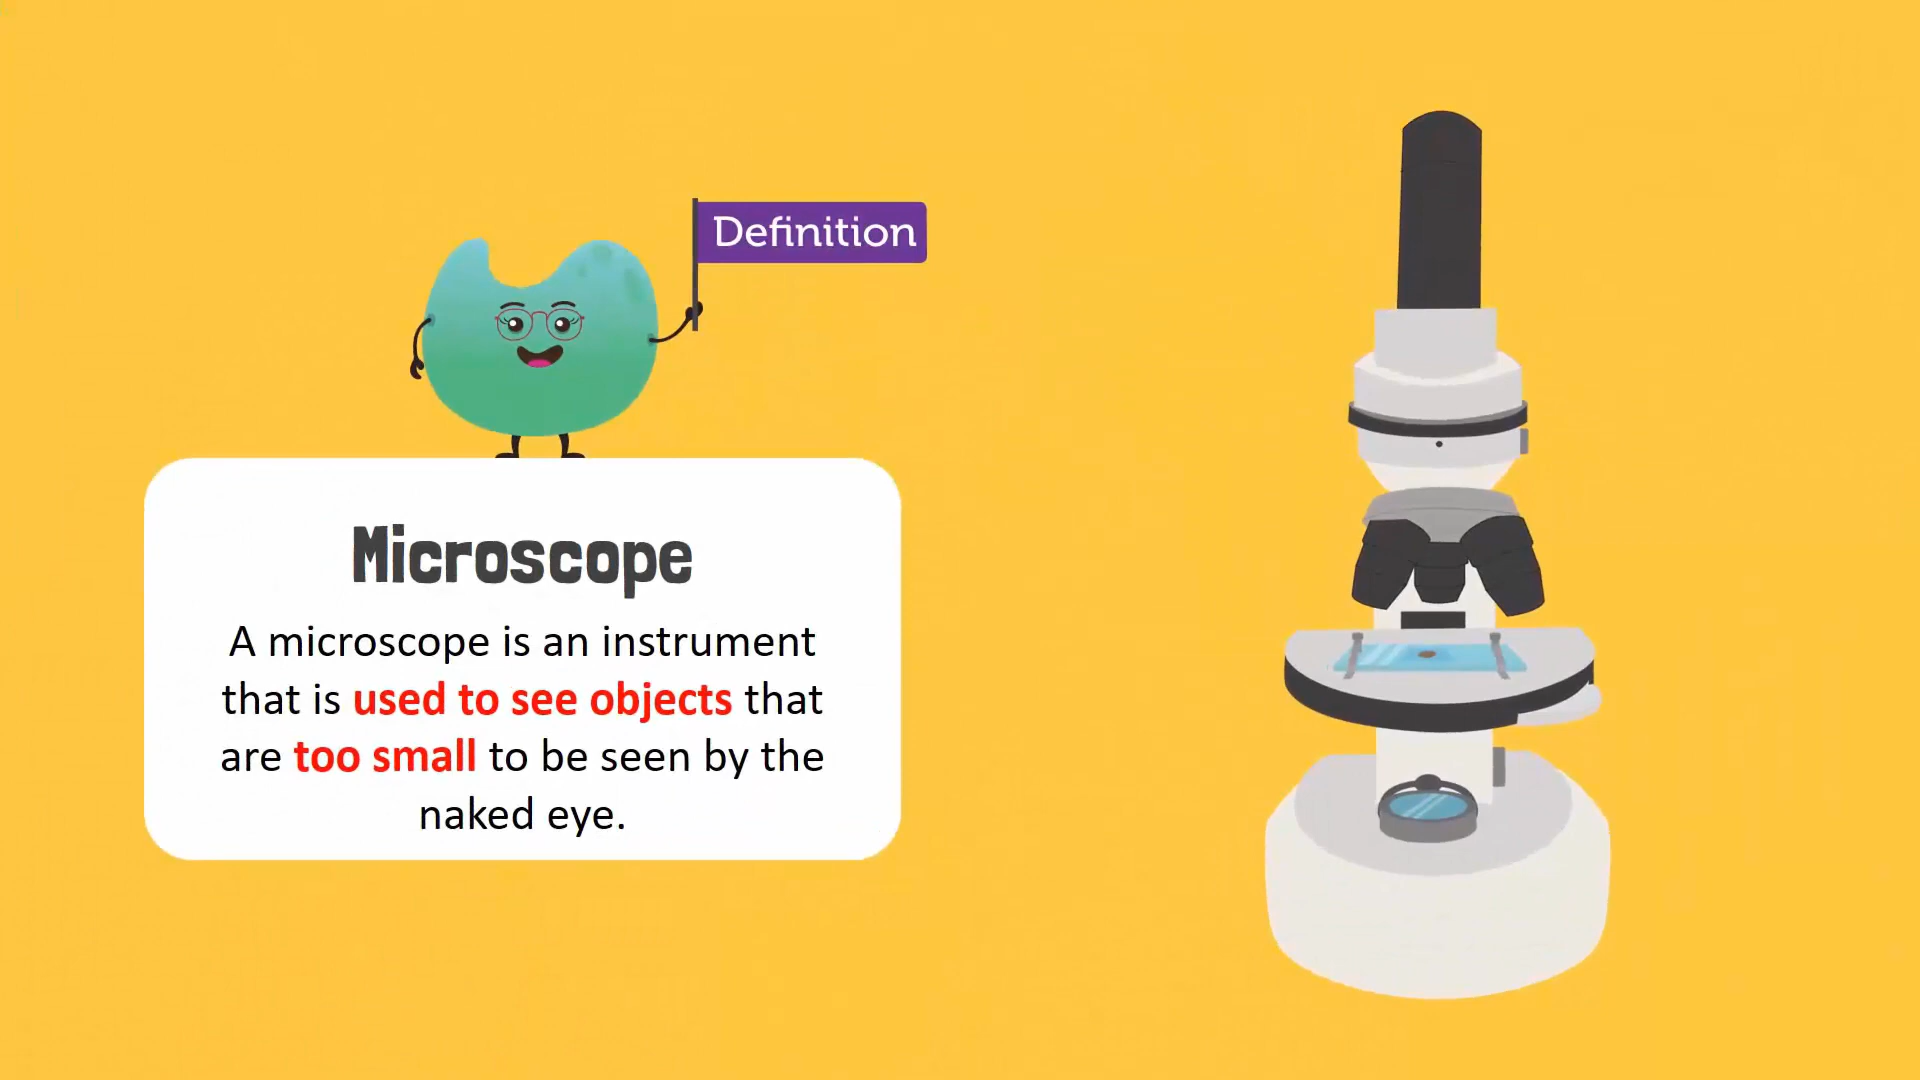 Definition
Microscope
A microscope is an instrument
that is used to see objects that
are too small to be seen by the
naked eye.